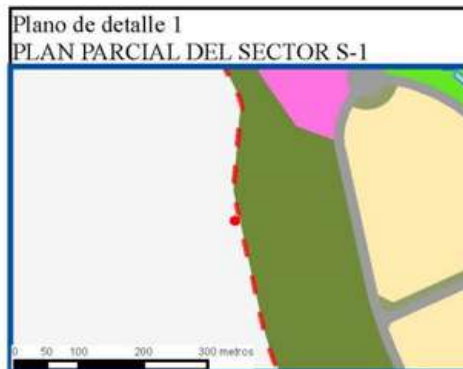 Plano de detalle 1
PLAN PARCIAL DEL SECTOR S-1
0 50 100 200 300 metros